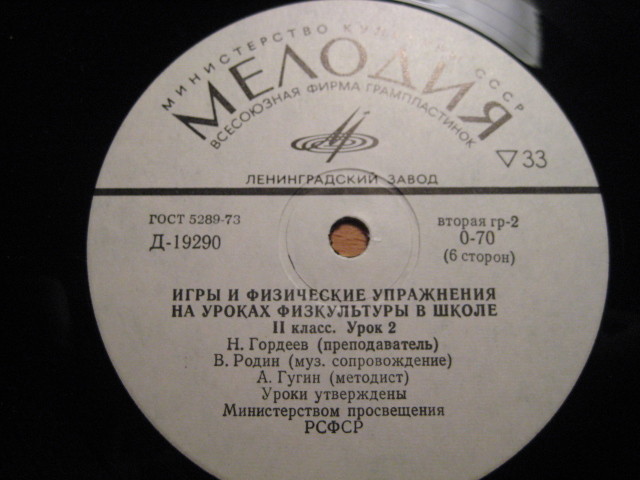 МИНИСТЕРСТВО КУЛЬ СССР
МЕЛОДИЯ
ВСЕСОЮЗНАЯ ФИРМА ГРАМПЛАСТИНОК
ЛЕНИНГРАДСКИЙ ЗАВОД
▽33
ГОСТ 5289-73
Д-19290
вторая гр-2
0-70
(6 сторон)
ИГРЫ И ФИЗИЧЕСКИЕ УПРАЖНЕНИЯ
НА УРОКАХ ФИЗКУЛЬТУРЫ В ШКОЛЕ
II класс. Урок 2
Н. Гордеев (преподаватель)
В. Родин (муз. сопровождение)
А. Гугин (методист)
Уроки утверждены
Министерством просвещения
РСФСР